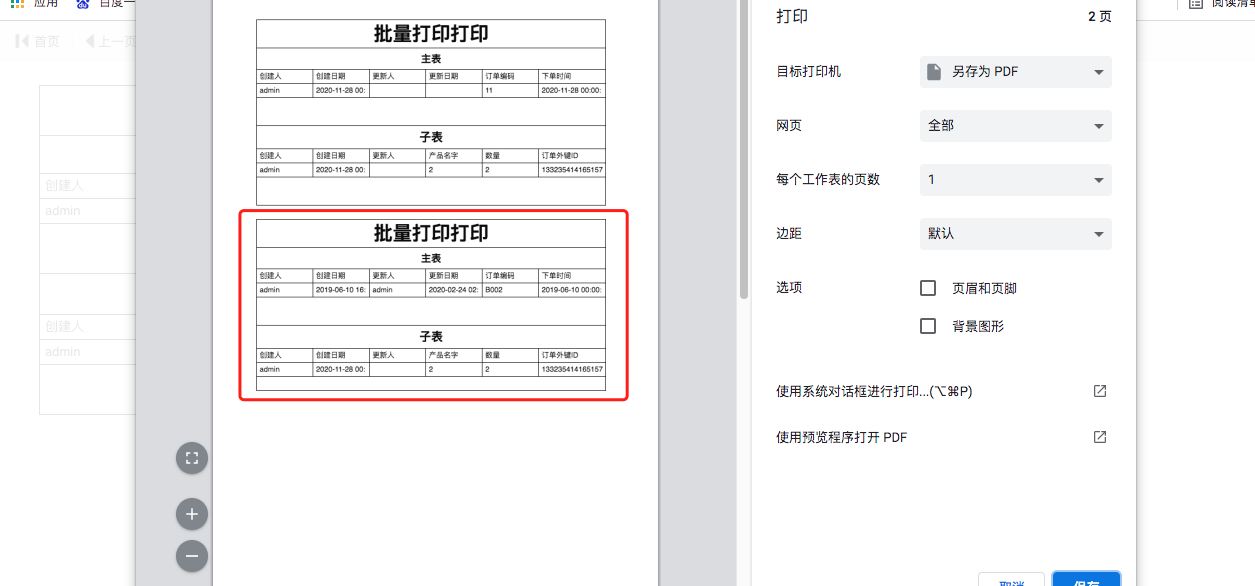 应用 百度一
首页 上一页
创建人
admin
创建人
admin
批量打印打印
主表
创建人 创建日期 更新人 更新日期 订单编码 下单时间
admin 2020-11-28 00: 11 2020-11-28 00:00:
子表
创建人 创建日期 更新人 产品名字 数量 订单外键ID
admin 2020-11-28 00: 2 2 133235414165157
批量打印打印
主表
创建人 创建日期 更新人 更新日期 订单编码 下单时间
admin 2019-06-10 16: admin 2020-02-24 02: B002 2019-06-10 00:00:
子表
创建人 创建日期 更新人 产品名字 数量 订单外键ID
admin 2020-11-28 00: 2 2 133235414165157
阅读清单
打印 2 页
目标打印机 另存为 PDF
网页 全部
每个工作表的页数 1
边距 默认
选项 页眉和页脚
背景图形
使用系统对话框进行打印...(⌥⌘P)
使用预览程序打开 PDF
取消 保存